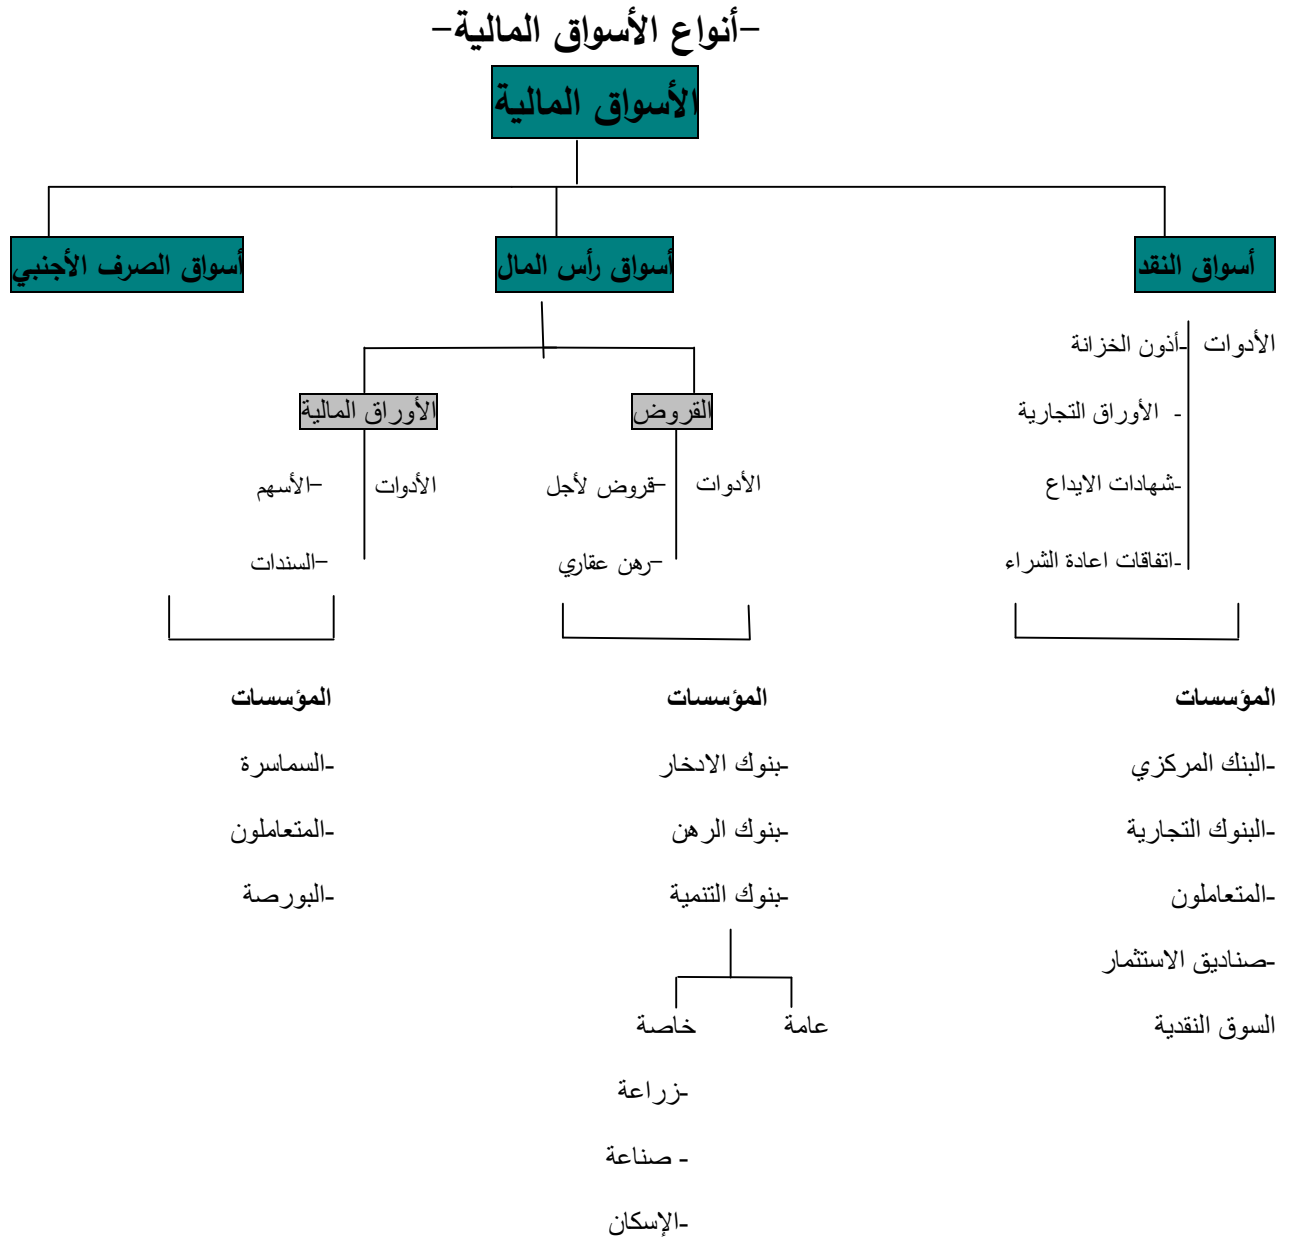 -أنواع الأسواق المالية-
الأسواق المالية
أسواق النقد
أسواق رأس المال
أسواق الصرف الأجنبي
الأدوات
-أذون الخزانة
- الأوراق التجارية
-شهادات الايداع
-اتفاقات اعادة الشراء
القروض
الأدوات
-قروض لأجل
-رهن عقاري
الأوراق المالية
الأدوات
-الأسهم
-السندات
المؤسسات
-البنك المركزي
-البنوك التجارية
-المتعاملون
-صناديق الاستثمار
السوق النقدية
المؤسسات
-بنوك الادخار
-بنوك الرهن
-بنوك التنمية
عامة
خاصة
-زراعة
- صناعة
-الإسكان
المؤسسات
-السماسرة
-المتعاملون
-البورصة